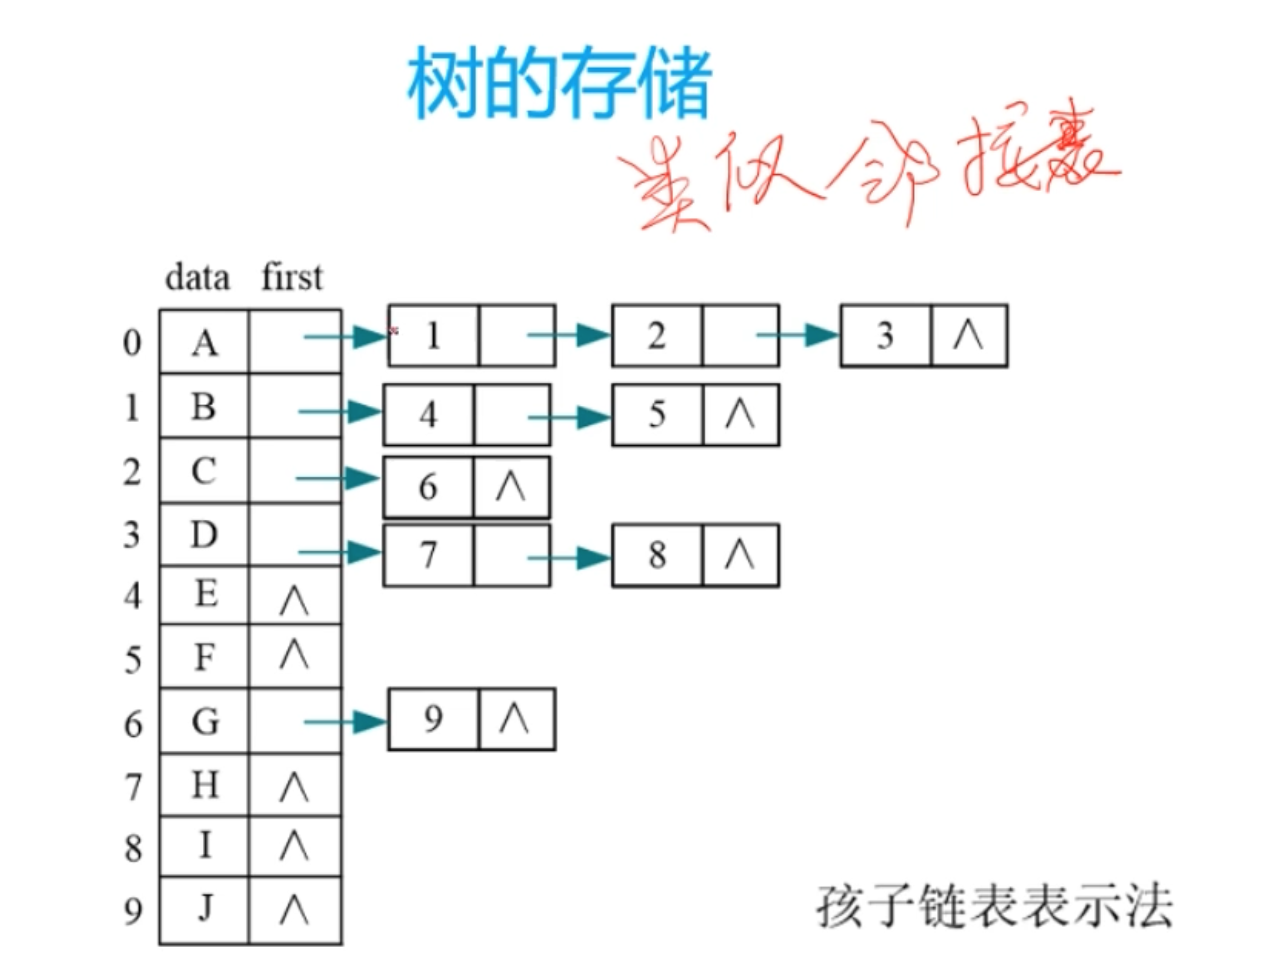 树的存储
类似邻接表
data first
0 A 1 2 3 ∧
1 B 4 5 ∧
2 C 6 ∧
3 D 7 8 ∧
4 E ∧
5 F ∧
6 G 9 ∧
7 H ∧
8 I ∧
9 J ∧
孩子链表表示法